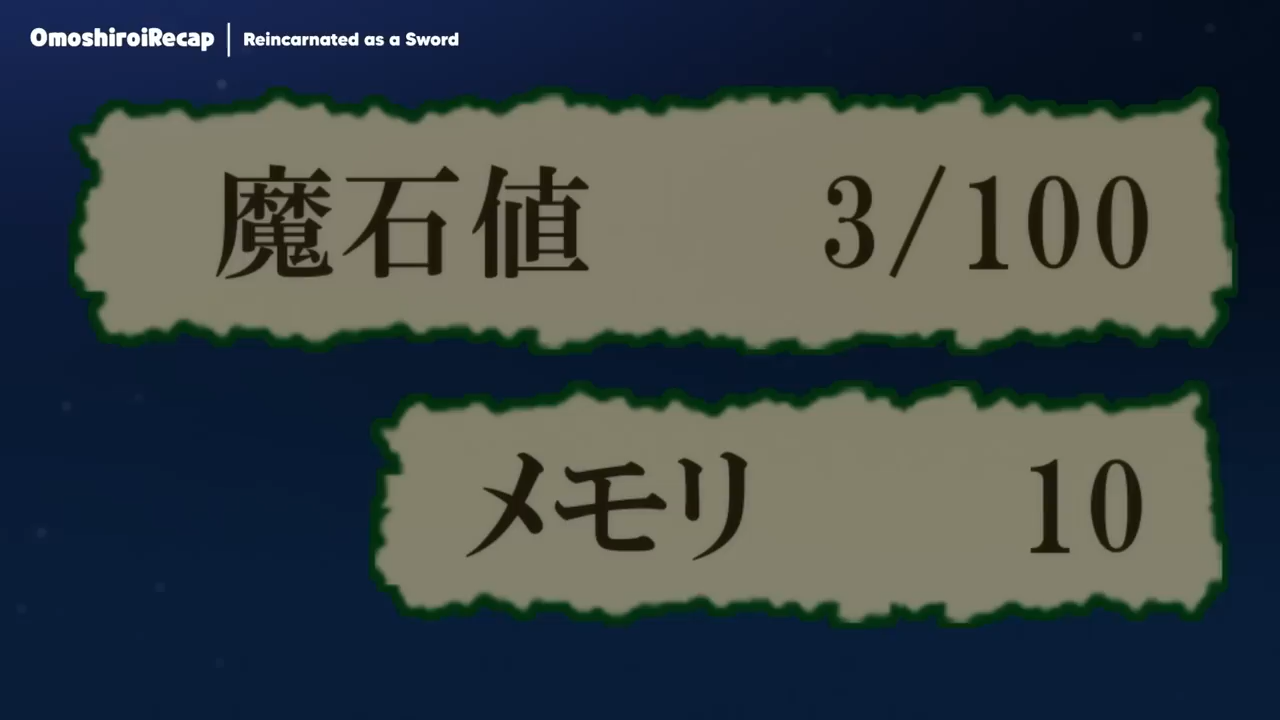 OmoshiroiRecap | Reincarnated as a Sword
魔石値 3/100
メモリ 10